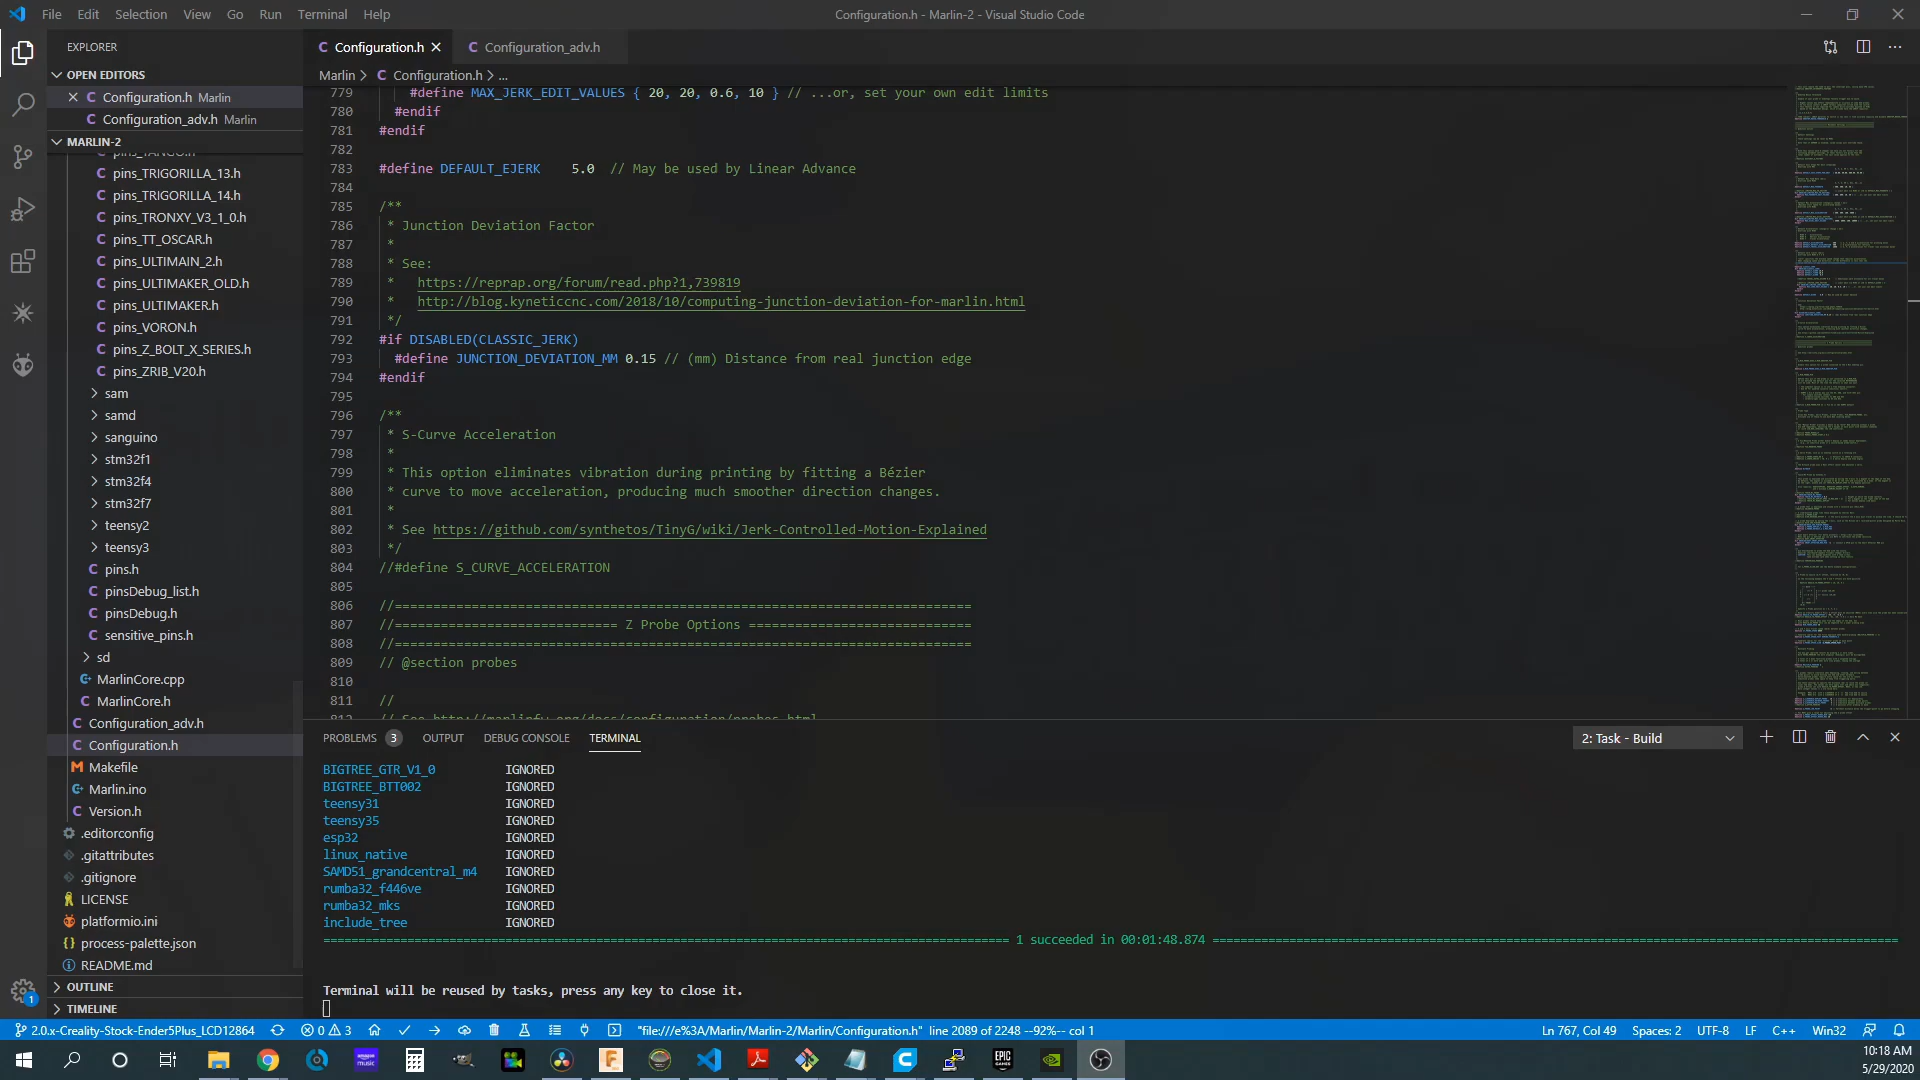 File Edit Selection View Go Run Terminal Help
Configuration.h - Marlin-2 - Visual Studio Code
EXPLORER
OPEN EDITORS
Configuration.h Marlin
Configuration_adv.h Marlin
MARLIN-2
pins_TANGO.h
pins_TRIGORILLA_13.h
pins_TRIGORILLA_14.h
pins_TRONXY_V3_1_0.h
pins_TT_OSCAR.h
pins_ULTIMAIN_2.h
pins_ULTIMAKER_OLD.h
pins_ULTIMAKER.h
pins_VORON.h
pins_Z_BOLT_X_SERIES.h
pins_ZRIB_V20.h
sam
samd
sanguino
stm32f1
stm32f4
stm32f7
teensy2
teensy3
pins.h
pinsDebug_list.h
pinsDebug.h
sensitive_pins.h
sd
MarlinCore.cpp
MarlinCore.h
Configuration_adv.h
Configuration.h
Makefile
Marlin.ino
Version.h
.editorconfig
.gitattributes
.gitignore
LICENSE
platformio.ini
process-palette.json
README.md
OUTLINE
TIMELINE
Configuration.h
Configuration_adv.h
Marlin > C Configuration.h > ...
779 #define MAX_JERK_EDIT_VALUES { 20, 20, 0.6, 10 } // ...or, set your own edit limits
780 #endif
781 #endif
782
783 #define DEFAULT_EJERK 5.0 // May be used by Linear Advance
784
785 /**
786 * Junction Deviation Factor
787 *
788 * See:
789 * https://reprap.org/forum/read.php?1,739819
790 * http://blog.kyneticcnc.com/2018/10/computing-junction-deviation-for-marlin.html
791 */
792 #if DISABLED(CLASSIC_JERK)
793 #define JUNCTION_DEVIATION_MM 0.15 // (mm) Distance from real junction edge
794 #endif
795
796 /**
797 * S-Curve Acceleration
798 *
799 * This option eliminates vibration during printing by fitting a Bézier
800 * curve to move acceleration, producing much smoother direction changes.
801 *
802 * See https://github.com/synthetos/TinyG/wiki/Jerk-Controlled-Motion-Explained
803 */
804 //#define S_CURVE_ACCELERATION
805
806 //===========================================================================
807 //============================= Z Probe Options =============================
808 //===========================================================================
809 // @section probes
810
811 //
812 // See http://marlinfw.org/docs/configuration/probes.html
PROBLEMS 3 OUTPUT DEBUG CONSOLE TERMINAL
2: Task - Build
BIGTREE_GTR_V1_0 IGNORED
BIGTREE_BTT002 IGNORED
teensy31 IGNORED
teensy35 IGNORED
esp32 IGNORED
linux_native IGNORED
SAMD51_grandcentral_m4 IGNORED
rumba32_f446ve IGNORED
rumba32_mks IGNORED
include_tree IGNORED
1 succeeded in 00:01:48.874
Terminal will be reused by tasks, press any key to close it.
1
2.0.x-Creality-Stock-Ender5Plus_LCD12864 0 3 "file:///e%3A/Marlin/Marlin-2/Marlin/Configuration.h" line 2089 of 2248 --92%-- col 1 Ln 767, Col 49 Spaces: 2 UTF-8 LF C++ Win32
10:18 AM
5/29/2020